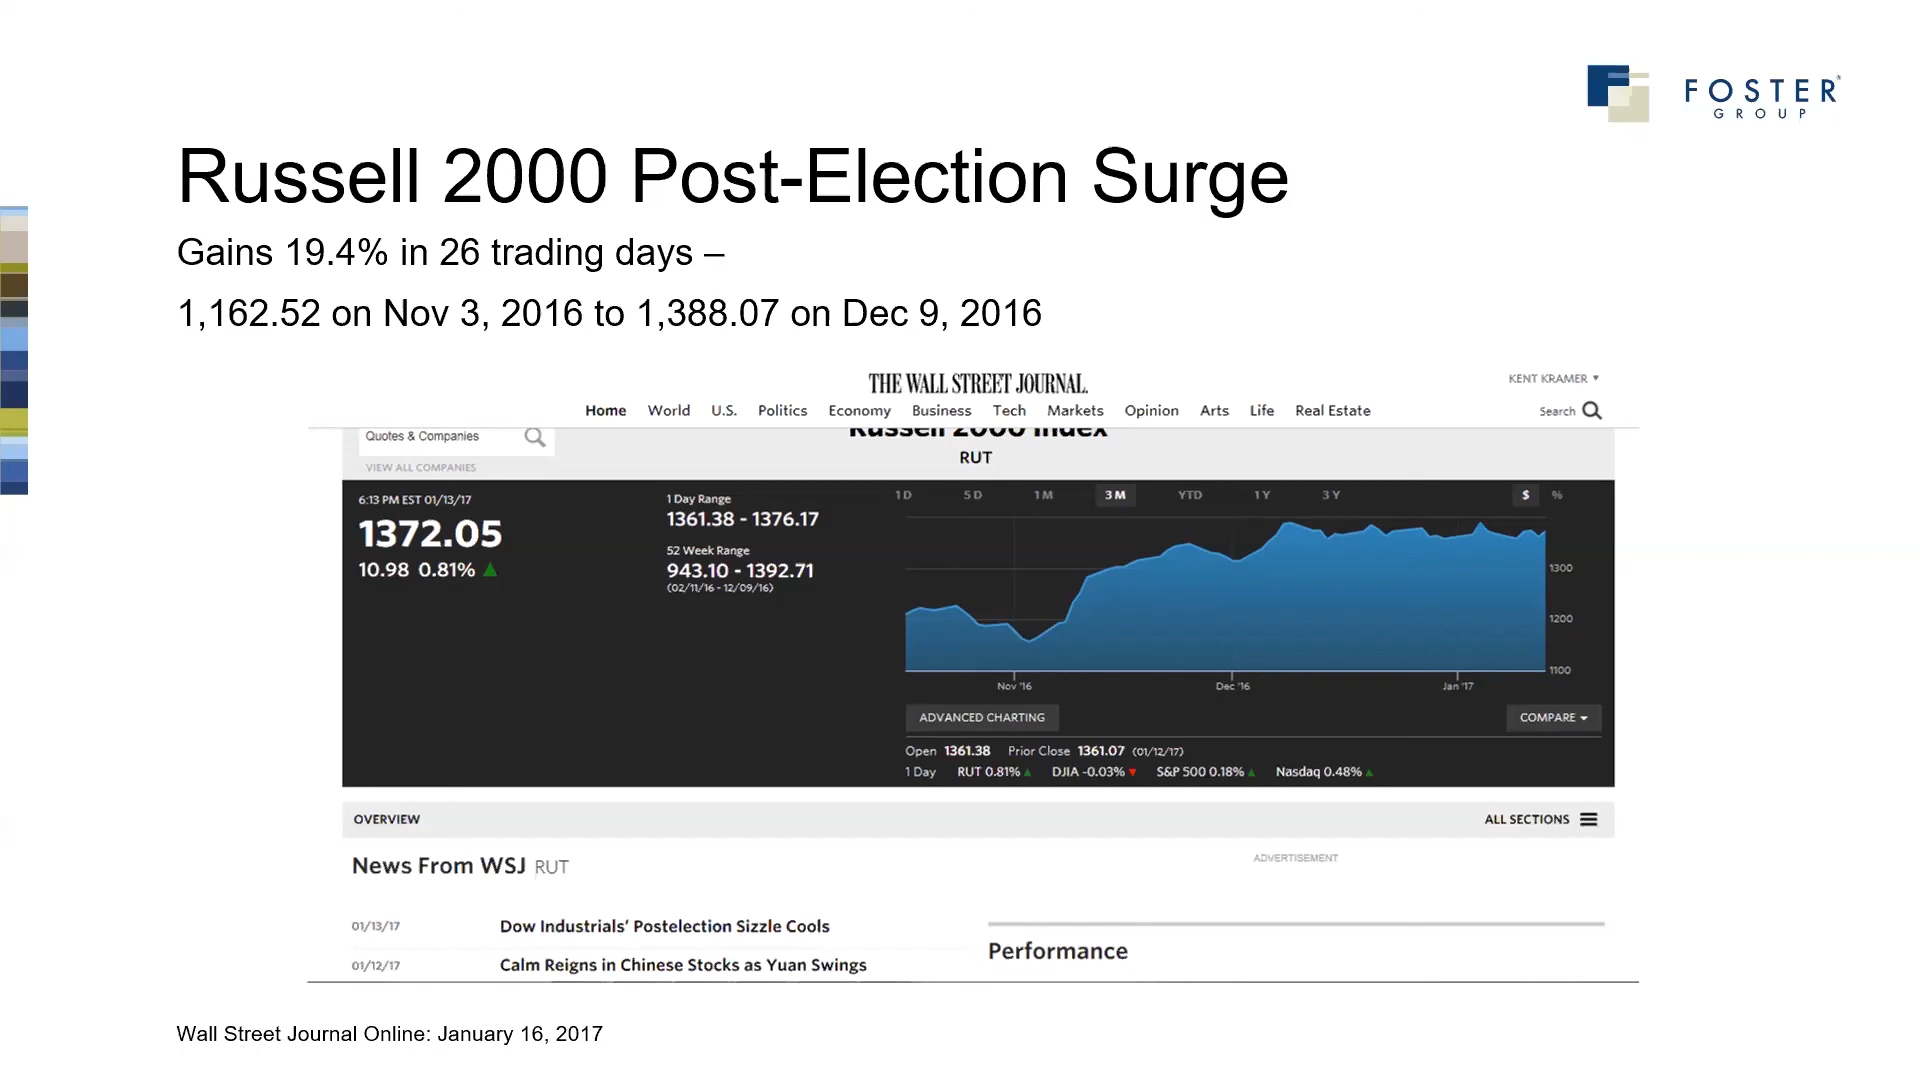 FOSTER®
GROUP
Russell 2000 Post-Election Surge
Gains 19.4% in 26 trading days –
1,162.52 on Nov 3, 2016 to 1,388.07 on Dec 9, 2016
THE WALL STREET JOURNAL.
KENT KRAMER
Home World U.S. Politics Economy Business Tech Markets Opinion Arts Life Real Estate
Search
Quotes & Companies
Russell 2000 Index
RUT
VIEW ALL COMPANIES
6:13 PM EST 01/13/17
1372.05
10.98 0.81%
1 Day Range
1361.38 - 1376.17
52 Week Range
943.10 - 1392.71
(02/11/16 - 12/09/16)
1D 5D 1M 3M YTD 1Y 3Y $ %
1300
1200
1100
Nov '16 Dec '16 Jan '17
ADVANCED CHARTING
COMPARE
Open 1361.38 Prior Close 1361.07 (01/12/17)
1 Day RUT 0.81% DJIA -0.03% S&P 500 0.18% Nasdaq 0.48%
OVERVIEW
ALL SECTIONS
News From WSJ RUT
ADVERTISEMENT
01/13/17 Dow Industrials' Postelection Sizzle Cools
01/12/17 Calm Reigns in Chinese Stocks as Yuan Swings
Performance
Wall Street Journal Online: January 16, 2017